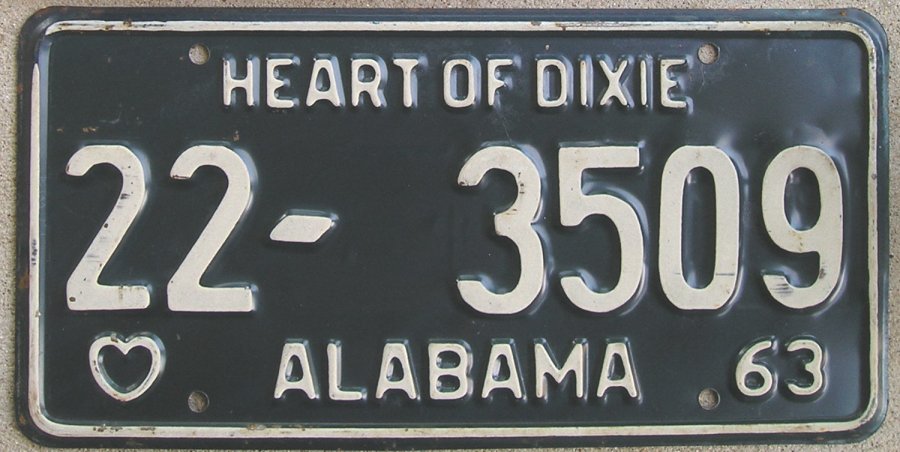 HEART OF DIXIE
22- 3509
ALABAMA 63